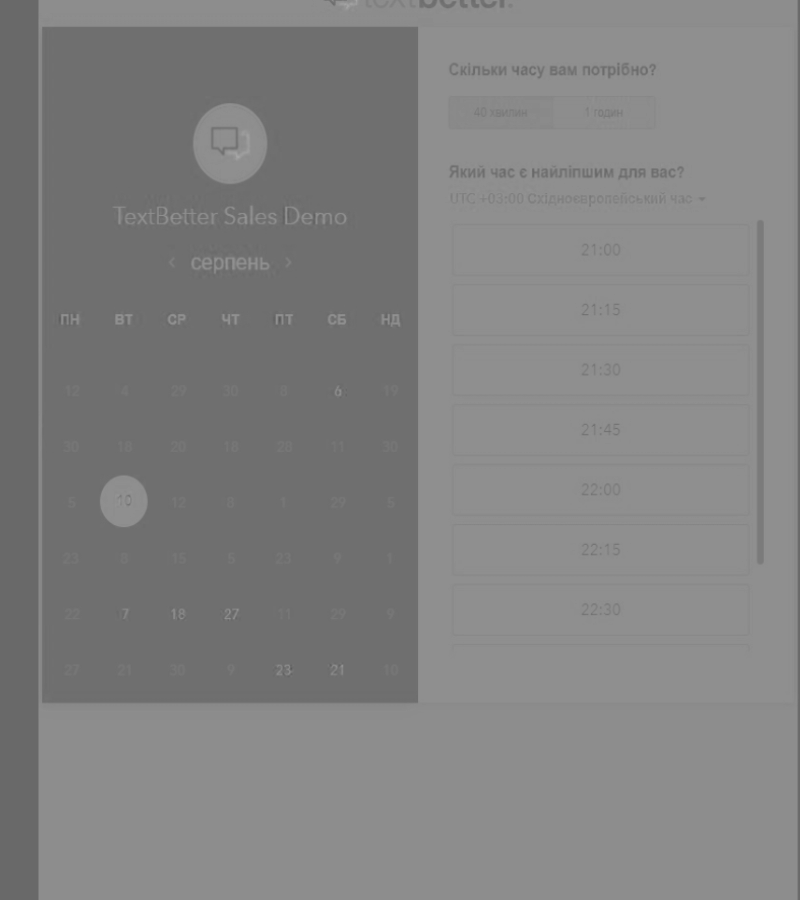 textbetter.
TextBetter Sales Demo
‹ серпень ›
ПН ВТ СР ЧТ ПТ СБ НД
12 4 29 30 8 6 19
30 18 20 18 28 11 30
5 10 12 8 1 29 5
23 8 15 5 23 9 1
22 7 18 27 11 29 9
27 21 30 9 23 21 10
Скільки часу вам потрібно?
40 хвилин 1 годин
Який час є найліпшим для вас?
UTC +03:00 Східноєвропейський час
21:00
21:15
21:30
21:45
22:00
22:15
22:30